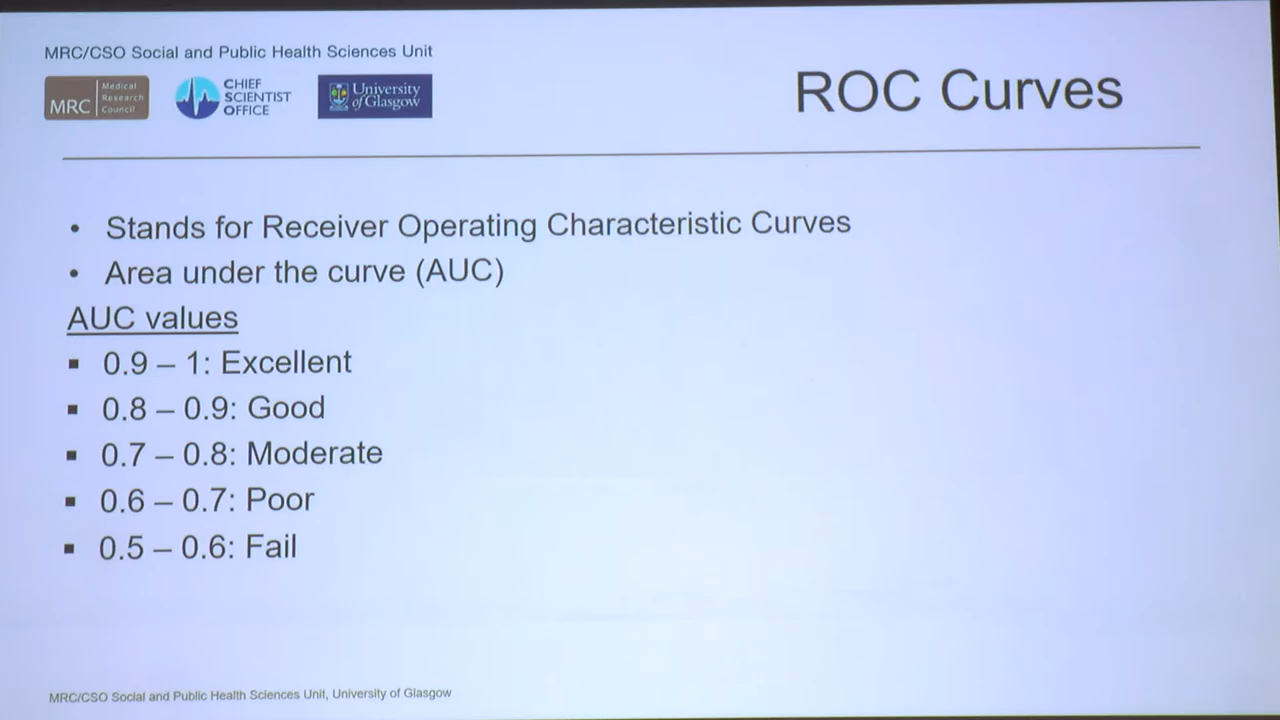 MRC/CSO Social and Public Health Sciences Unit
MRC
Medical
Research
Council
CHIEF
SCIENTIST
OFFICE
University
of Glasgow
ROC Curves
• Stands for Receiver Operating Characteristic Curves
• Area under the curve (AUC)
AUC values
▪ 0.9 – 1: Excellent
▪ 0.8 – 0.9: Good
▪ 0.7 – 0.8: Moderate
▪ 0.6 – 0.7: Poor
▪ 0.5 – 0.6: Fail
MRC/CSO Social and Public Health Sciences Unit, University of Glasgow